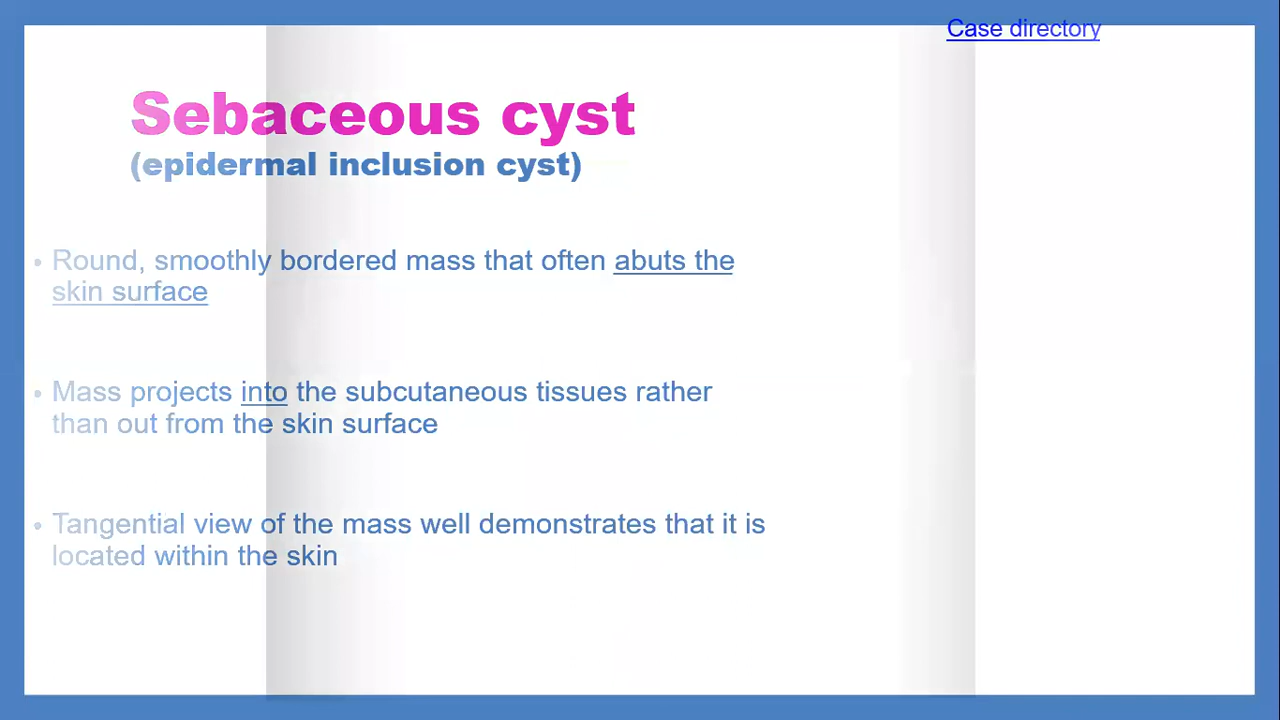 Case directory
Sebaceous cyst
(epidermal inclusion cyst)
• Round, smoothly bordered mass that often abuts the
skin surface
• Mass projects into the subcutaneous tissues rather
than out from the skin surface
• Tangential view of the mass well demonstrates that it is
located within the skin